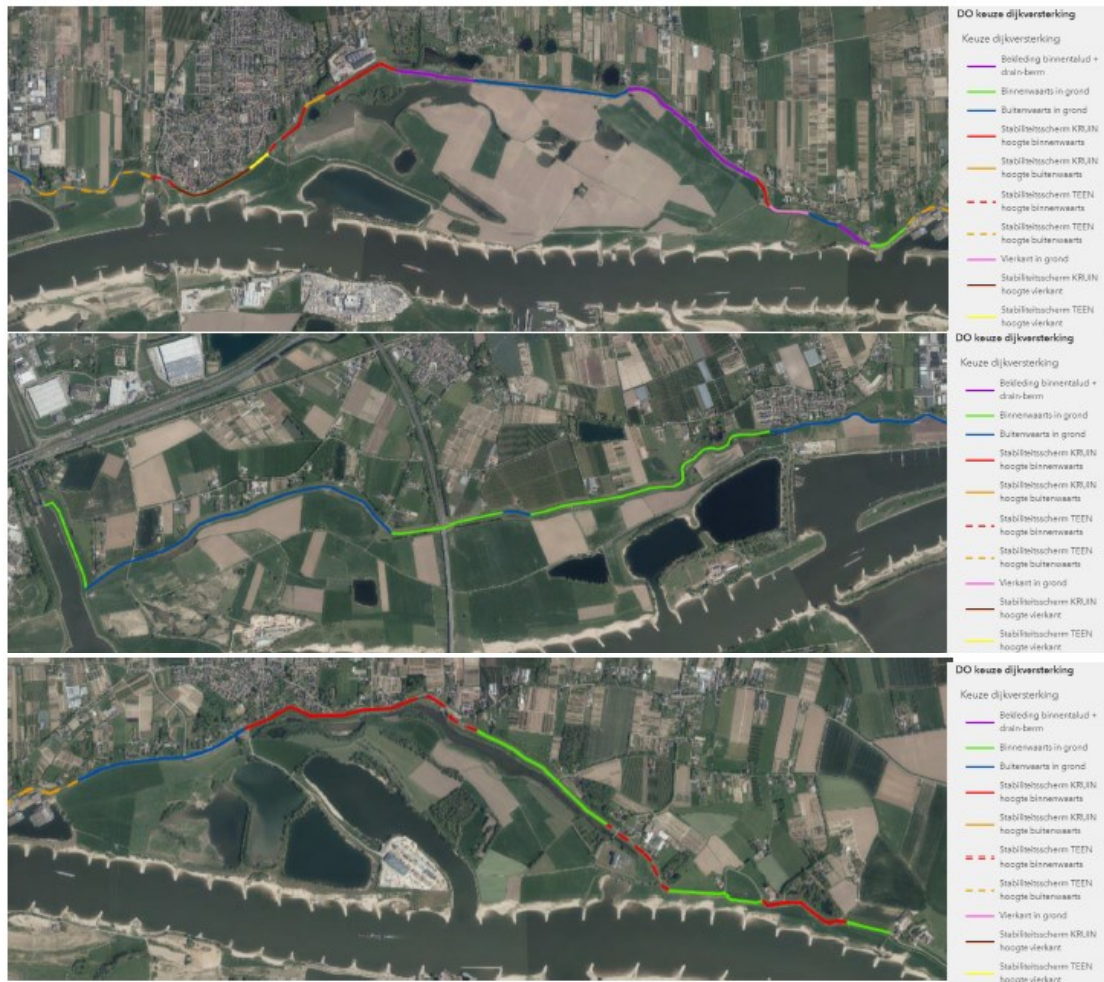 DO keuze dijkversterking
Keuze dijkversterking
Bekleding binnentalud +
drain-berm
Binnenwaarts in grond
Buitenwaarts in grond
Stabiliteitsscherm KRUIN
hoogte binnenwaarts
Stabiliteitsscherm KRUIN
hoogte buitenwaarts
Stabiliteitsscherm TEEN
hoogte binnenwaarts
Stabiliteitsscherm TEEN
hoogte buitenwaarts
Vierkant in grond
Stabiliteitsscherm KRUIN
hoogte vierkant
Stabiliteitsscherm TEEN
hoogte vierkant
DO keuze dijkversterking
Keuze dijkversterking
Bekleding binnentalud +
drain-berm
Binnenwaarts in grond
Buitenwaarts in grond
Stabiliteitsscherm KRUIN
hoogte binnenwaarts
Stabiliteitsscherm KRUIN
hoogte buitenwaarts
Stabiliteitsscherm TEEN
hoogte binnenwaarts
Stabiliteitsscherm TEEN
hoogte buitenwaarts
Vierkant in grond
Stabiliteitsscherm KRUIN
hoogte vierkant
Stabiliteitsscherm TEEN
hoogte vierkant
DO keuze dijkversterking
Keuze dijkversterking
Bekleding binnentalud +
drain-berm
Binnenwaarts in grond
Buitenwaarts in grond
Stabiliteitsscherm KRUIN
hoogte binnenwaarts
Stabiliteitsscherm KRUIN
hoogte buitenwaarts
Stabiliteitsscherm TEEN
hoogte binnenwaarts
Stabiliteitsscherm TEEN
hoogte buitenwaarts
Vierkant in grond
Stabiliteitsscherm KRUIN
hoogte vierkant
Stabiliteitsscherm TEEN
hoogte vierkant